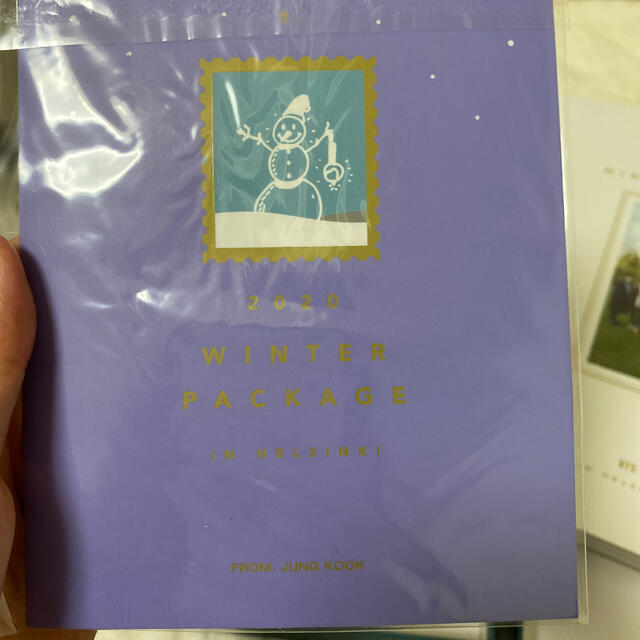 2020
WINTER
PACKAGE
IN HELSINKI
FROM. JUNG KOOK